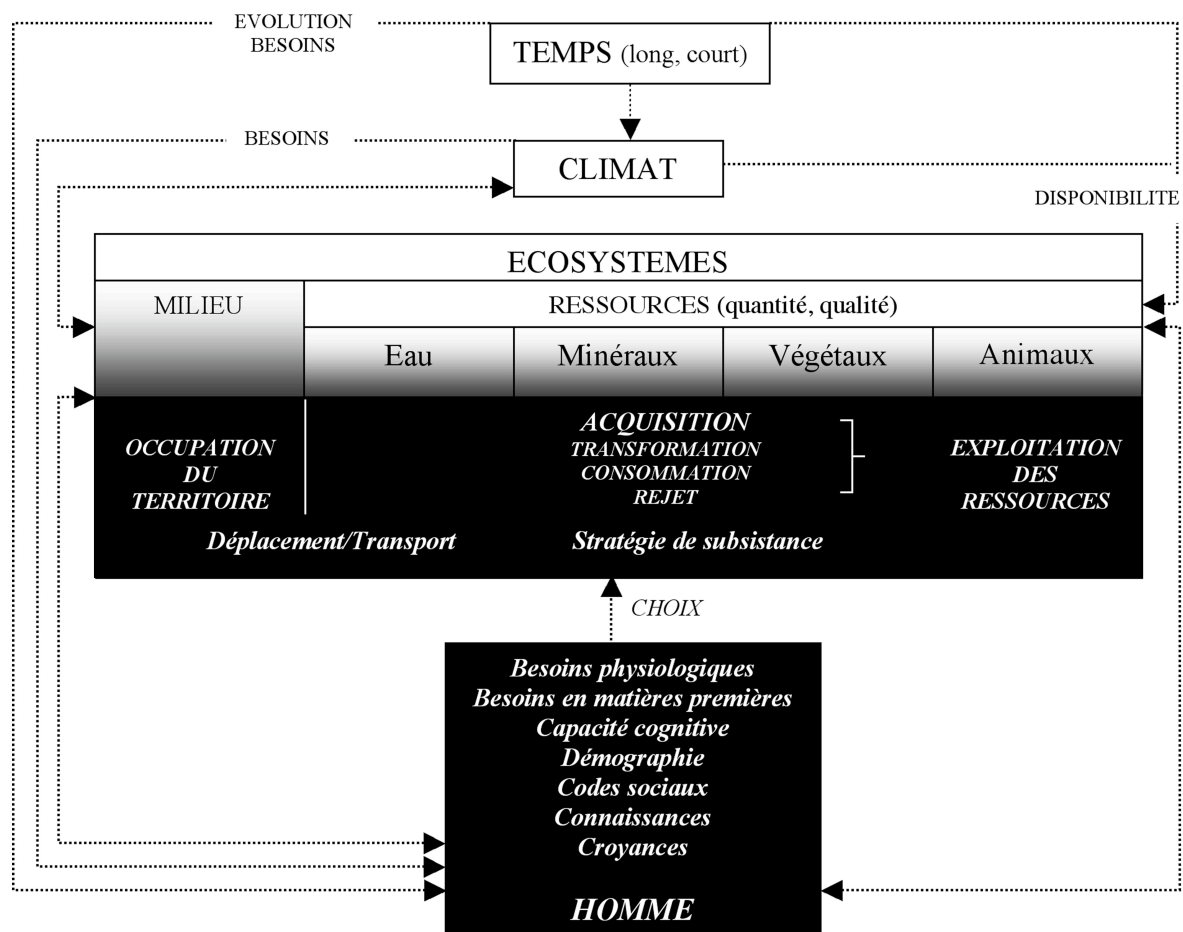 EVOLUTION
BESOINS
TEMPS (long, court)
BESOINS
CLIMAT
DISPONIBILITE
ECOSYSTEMES
MILIEU
RESSOURCES (quantité, qualité)
Eau
Minéraux
Végétaux
Animaux
OCCUPATION
DU
TERRITOIRE
ACQUISITION
TRANSFORMATION
CONSOMMATION
REJET
EXPLOITATION
DES
RESSOURCES
Déplacement/Transport
Stratégie de subsistance
CHOIX
Besoins physiologiques
Besoins en matières premières
Capacité cognitive
Démographie
Codes sociaux
Connaissances
Croyances
HOMME